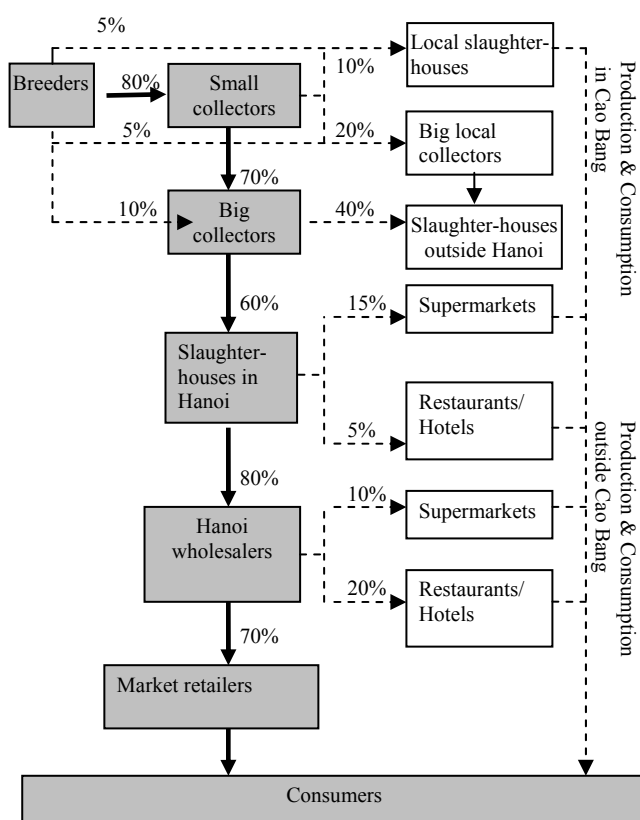 5%
Local slaughter-
houses
10%
Breeders
80%
Small
collectors
5%
20%
Big local
collectors
70%
10%
Big
collectors
40%
Slaughter-houses
outside Hanoi
60%
15%
Supermarkets
Slaughter-
houses in
Hanoi
Restaurants/
Hotels
5%
80%
10%
Supermarkets
Hanoi
wholesalers
20%
Restaurants/
Hotels
70%
Market retailers
Consumers
Production & Consumption
in Cao Bang
Production & Consumption
outside Cao Bang